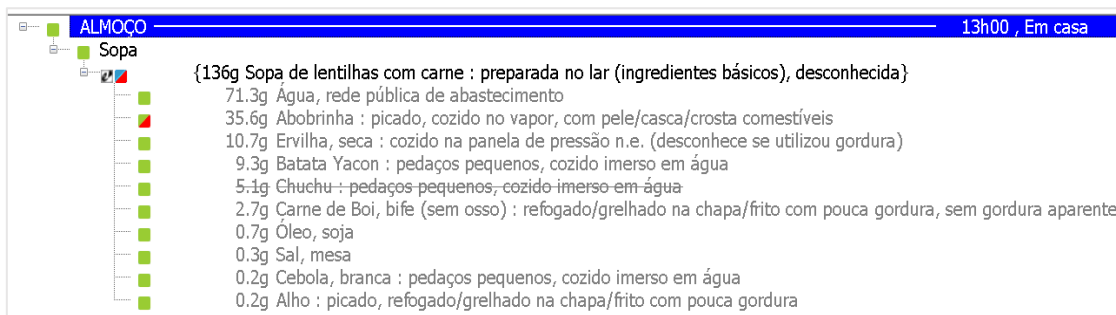 ALMOÇO 13h00 , Em casa
Sopa
{136g Sopa de lentilhas com carne : preparada no lar (ingredientes básicos), desconhecida}
71.3g Água, rede pública de abastecimento
35.6g Abobrinha : picado, cozido no vapor, com pele/casca/crosta comestíveis
10.7g Ervilha, seca : cozido na panela de pressão n.e. (desconhece se utilizou gordura)
9.3g Batata Yacon : pedaços pequenos, cozido imerso em água
5.1g Chuchu : pedaços pequenos, cozido imerso em água
2.7g Carne de Boi, bife (sem osso) : refogado/grelhado na chapa/frito com pouca gordura, sem gordura aparente
0.7g Óleo, soja
0.3g Sal, mesa
0.2g Cebola, branca : pedaços pequenos, cozido imerso em água
0.2g Alho : picado, refogado/grelhado na chapa/frito com pouca gordura